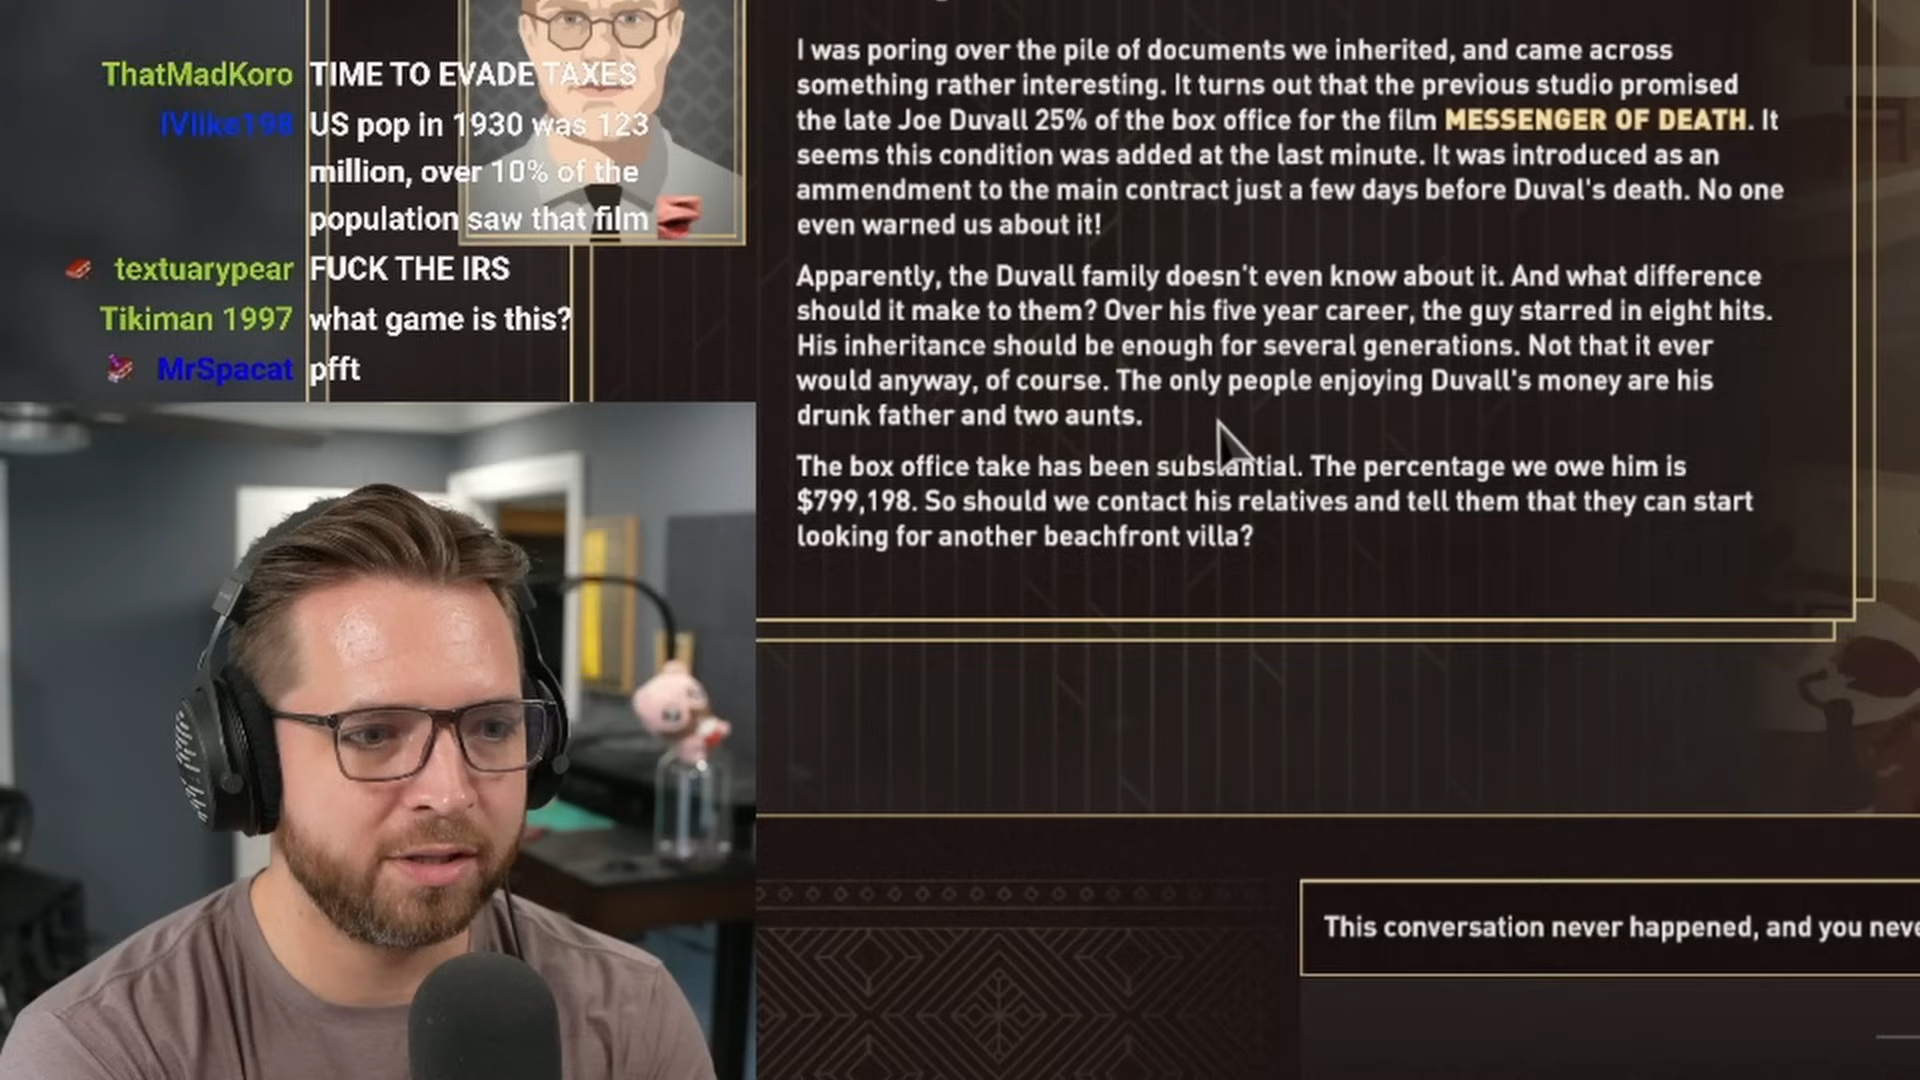 ThatMadKoro TIME TO EVADE TAXES
IVlike198 US pop in 1930 was 123
million, over 10% of the
population saw that film
textuarypear FUCK THE IRS
Tikiman 1997 what game is this?
MrSpacat pfft
I was poring over the pile of documents we inherited, and came across
something rather interesting. It turns out that the previous studio promised
the late Joe Duvall 25% of the box office for the film MESSENGER OF DEATH. It
seems this condition was added at the last minute. It was introduced as an
ammendment to the main contract just a few days before Duval's death. No one
even warned us about it!
Apparently, the Duvall family doesn't even know about it. And what difference
should it make to them? Over his five year career, the guy starred in eight hits.
His inheritance should be enough for several generations. Not that it ever
would anyway, of course. The only people enjoying Duvall's money are his
drunk father and two aunts.
The box office take has been substantial. The percentage we owe him is
$799,198. So should we contact his relatives and tell them that they can start
looking for another beachfront villa?
This conversation never happened, and you neve